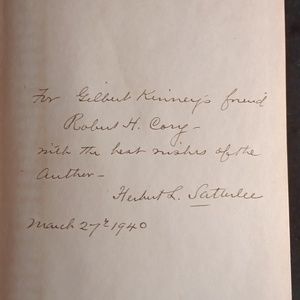 For Gilbert Kinney's friend
Robert H. Cory -
with the best wishes of the
Author -
Herbert L. Satterlee
March 27th 1940